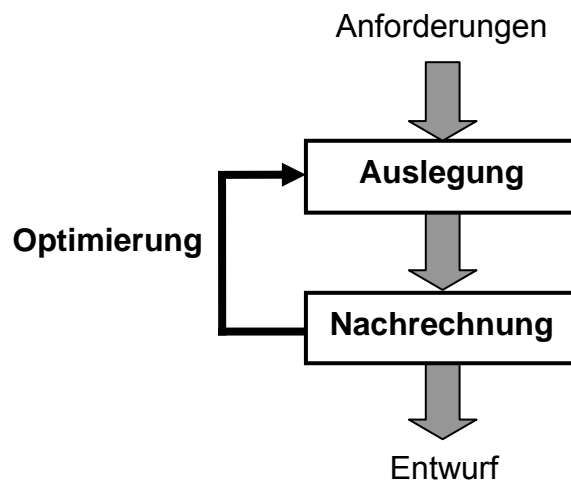 Anforderungen
Auslegung
Optimierung
Nachrechnung
Entwurf